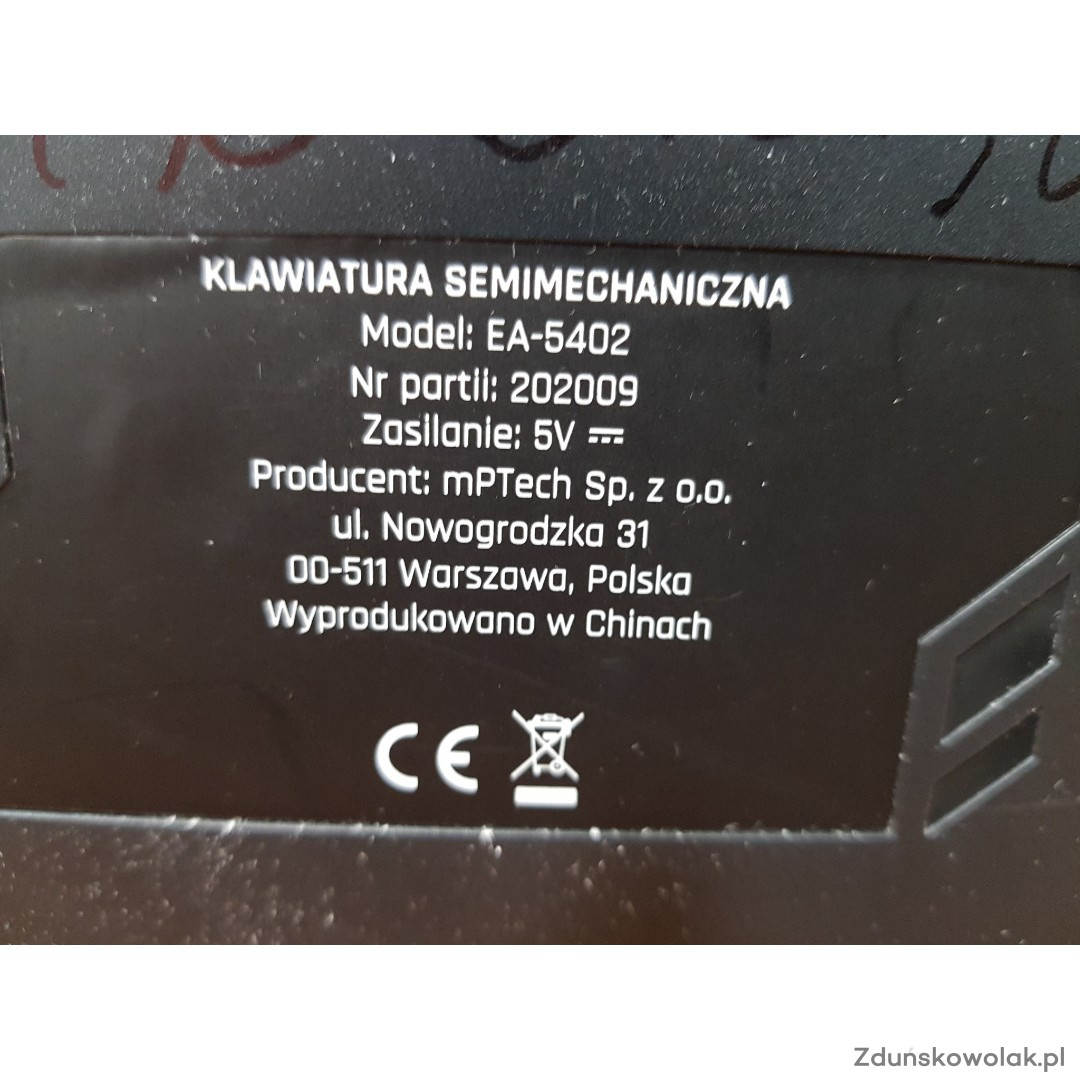 KLAWIATURA SEMIMECHANICZNA
Model: EA-5402
Nr partii: 202009
Zasilanie: 5V
Producent: mPTech Sp. z o.o.
ul. Nowogrodzka 31
00-511 Warszawa, Polska
Wyprodukowano w Chinach
CE
Zduńskowolak.pl